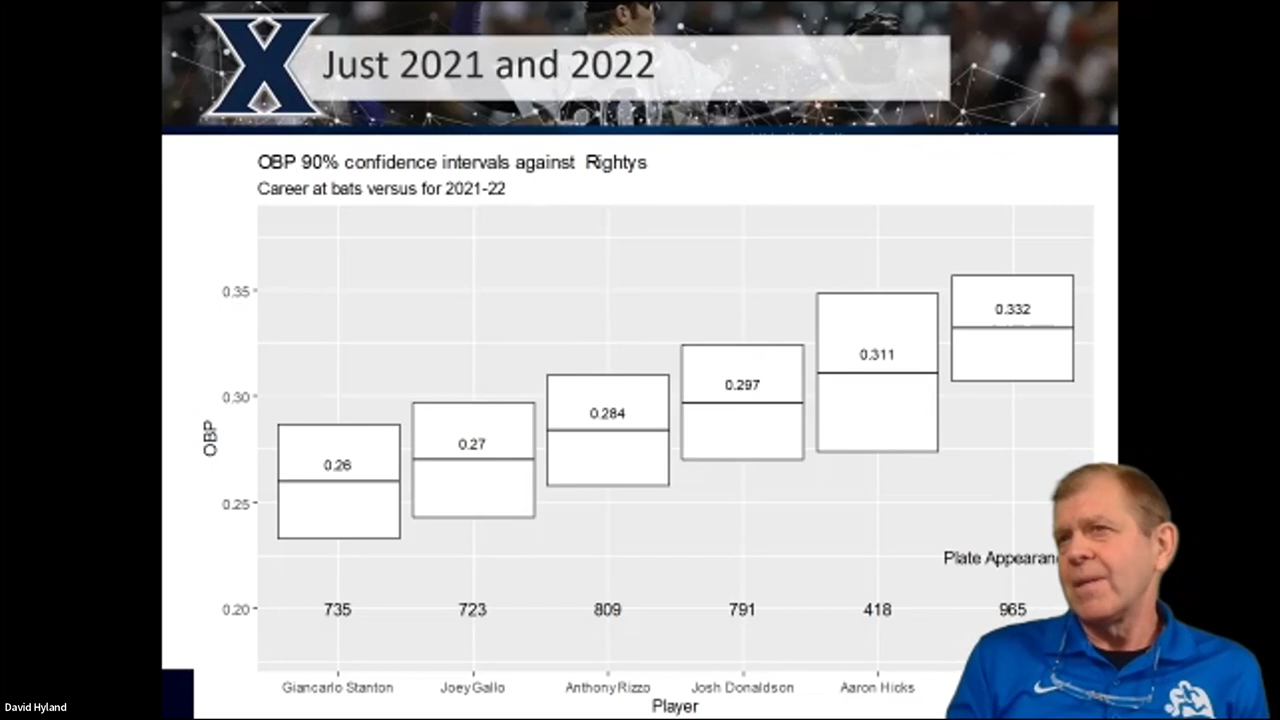 X
Just 2021 and 2022
OBP 90% confidence intervals against Rightys
Career at bats versus for 2021-22
0.35
0.30
0.25
0.20
OBP
0.26
0.27
0.284
0.297
0.311
0.332
Plate Appearan
735 723 809 791 418 965
Giancarlo Stanton Joey Gallo Anthony Rizzo Josh Donaldson Aaron Hicks
Player
David Hyland